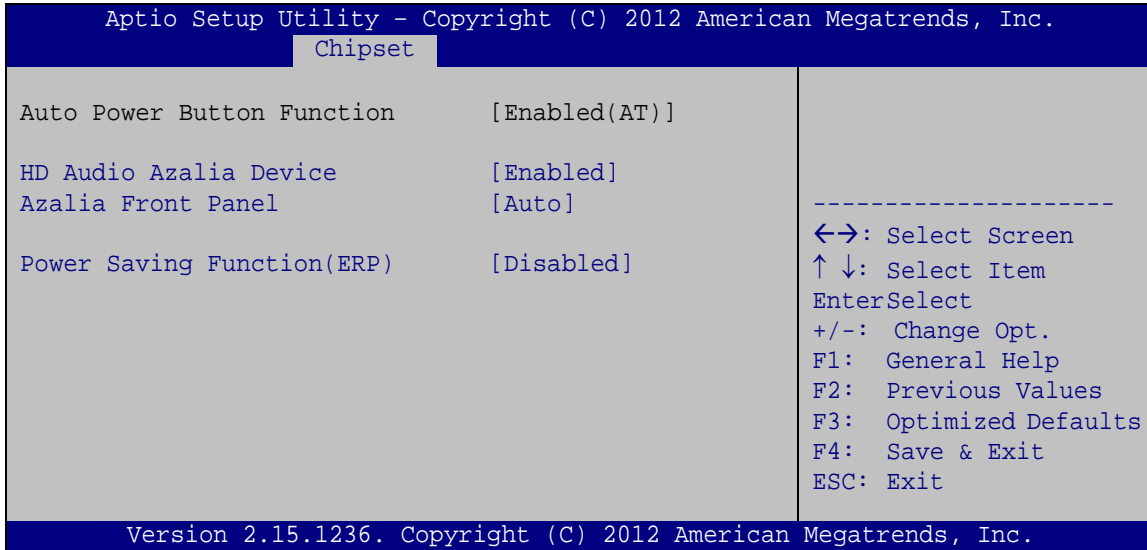 Aptio Setup Utility – Copyright (C) 2012 American Megatrends, Inc.
Chipset
Auto Power Button Function [Enabled(AT)]
HD Audio Azalia Device [Enabled]
Azalia Front Panel [Auto]
Power Saving Function(ERP) [Disabled]
---------------------
←→: Select Screen
↑ ↓: Select Item
EnterSelect
+/-: Change Opt.
F1: General Help
F2: Previous Values
F3: Optimized Defaults
F4: Save & Exit
ESC: Exit
Version 2.15.1236. Copyright (C) 2012 American Megatrends, Inc.